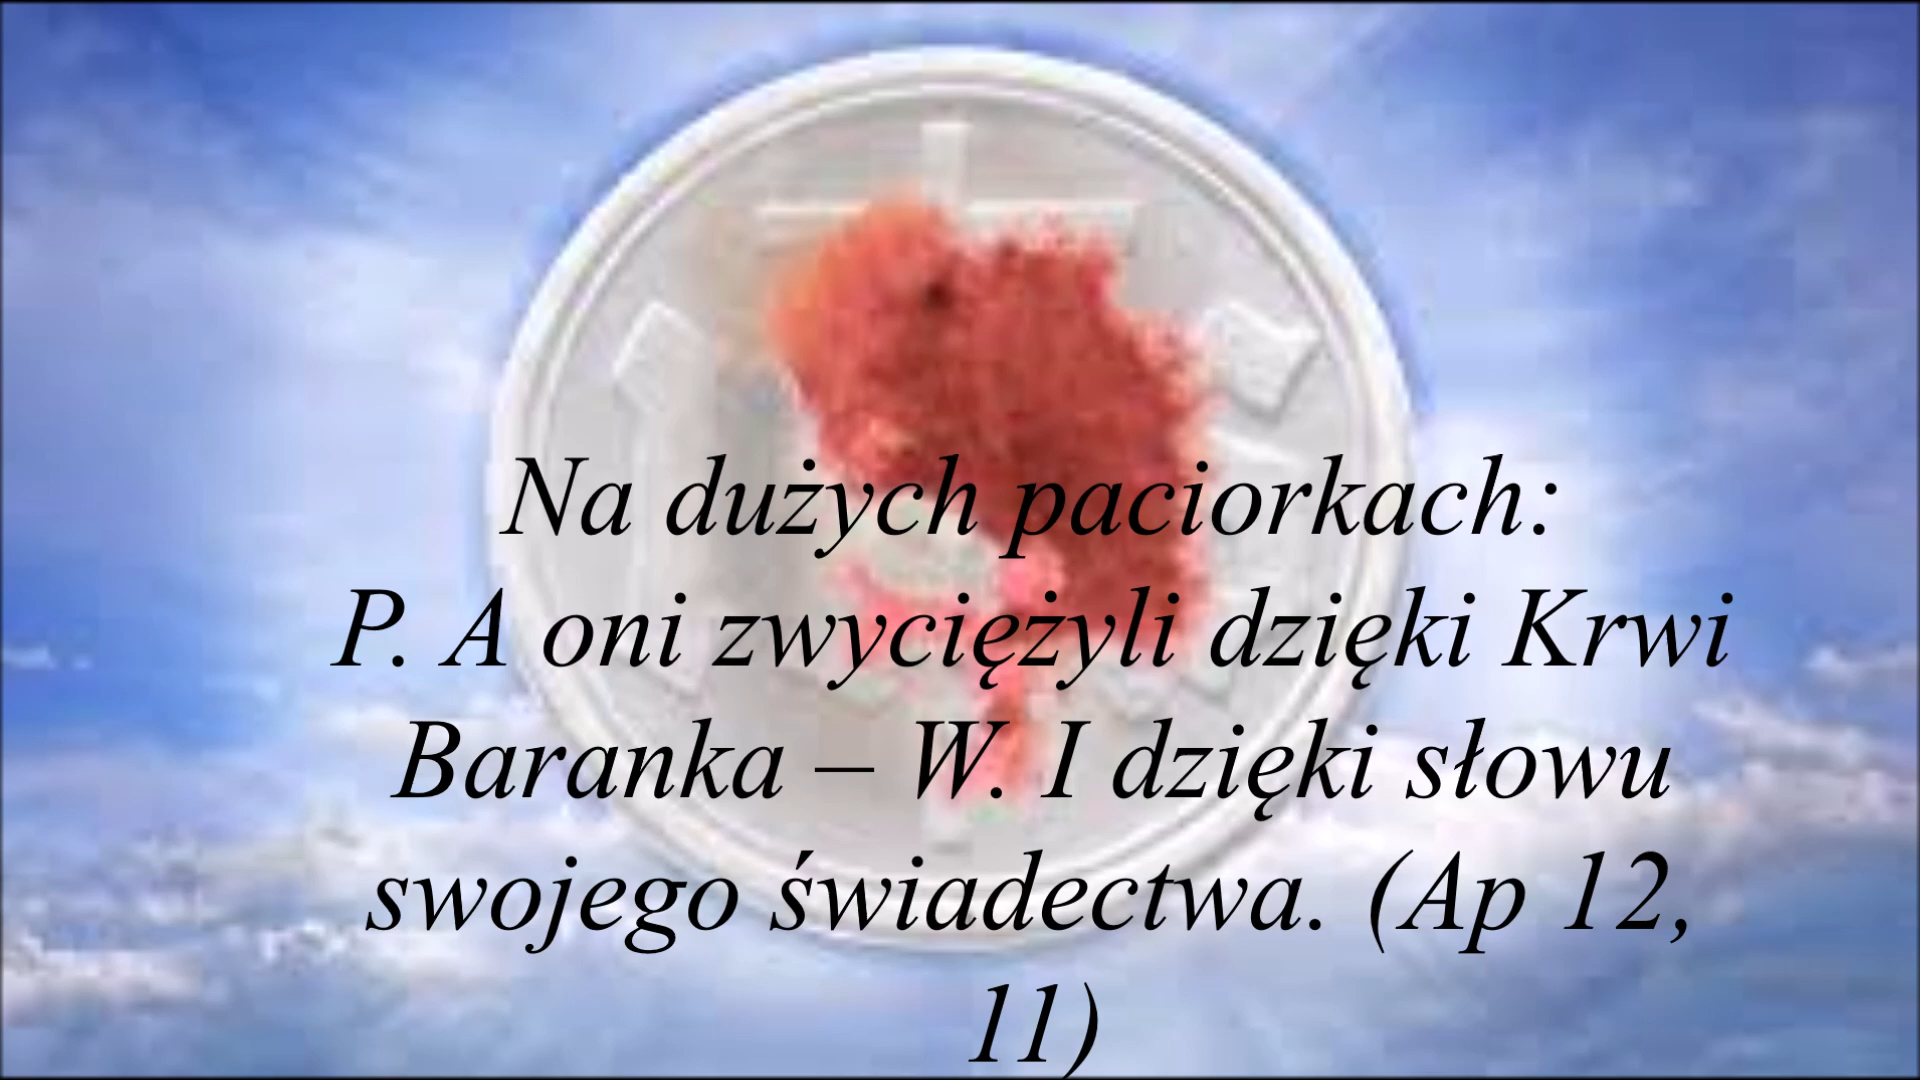 Na dużych paciorkach:
P. A oni zwyciężyli dzięki Krwi
Baranka – W. I dzięki słowu
swojego świadectwa. (Ap 12,
11)